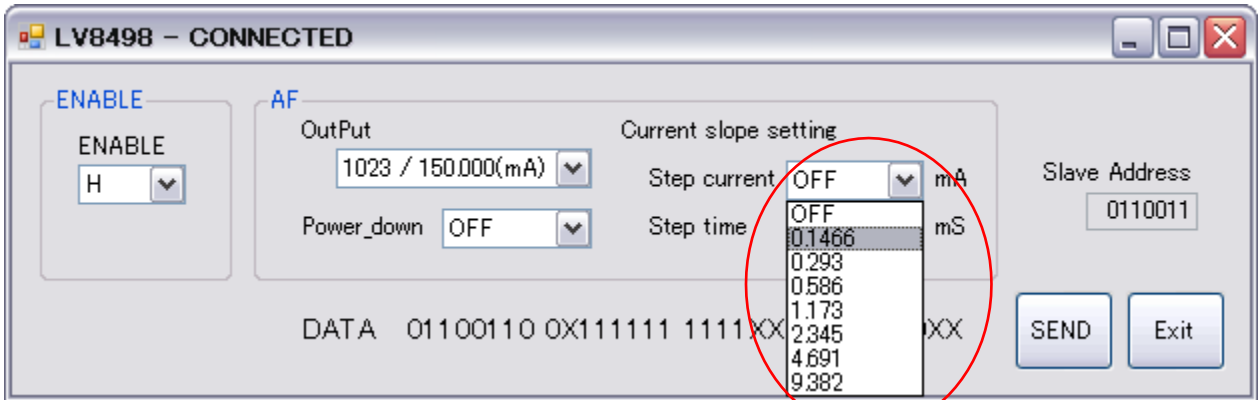 LV8498 - CONNECTED
ENABLE
ENABLE
H
AF
OutPut
1023 / 150.000(mA)
Power_down OFF
Current slope setting
Step current OFF mA
Step time mS
OFF
0.1466
0.293
0.586
1.173
2.345
4.691
9.382
Slave Address
0110011
DATA 01100110 0X111111 1111XX XX
SEND
Exit